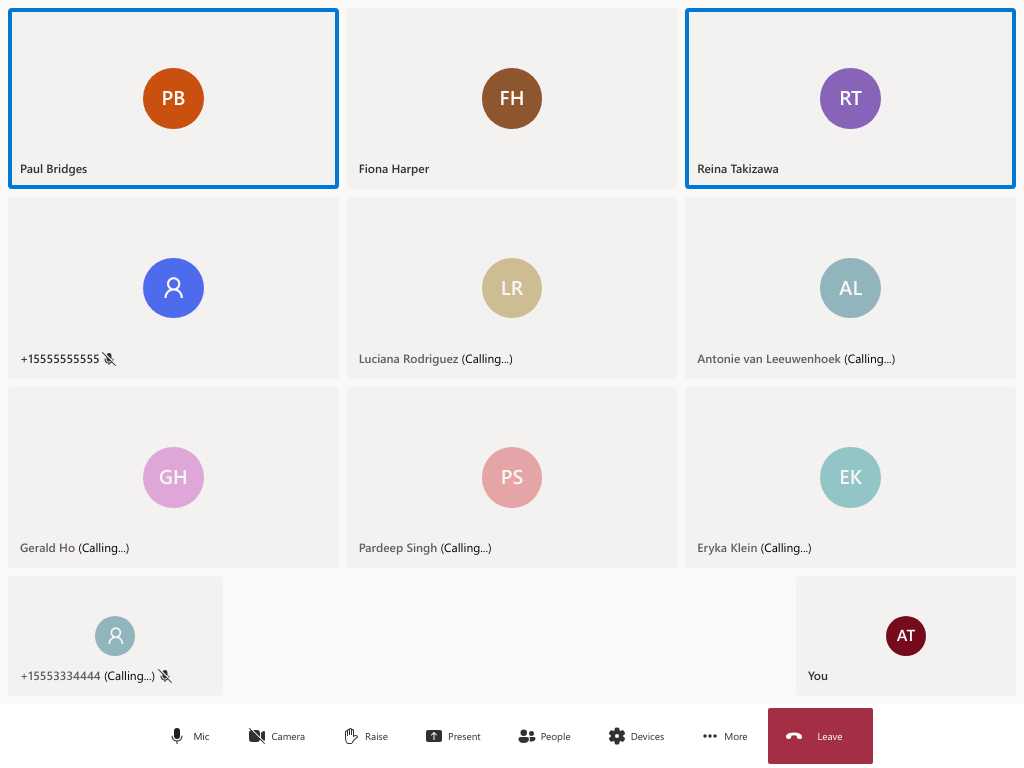 PB
Paul Bridges
FH
Fiona Harper
RT
Reina Takizawa
+15555555555
LR
Luciana Rodriguez (Calling...)
AL
Antonie van Leeuwenhoek (Calling...)
GH
Gerald Ho (Calling...)
PS
Pardeep Singh (Calling...)
EK
Eryka Klein (Calling...)
+15553334444 (Calling...)
AT
You
Mic
Camera
Raise
Present
People
Devices
More
Leave